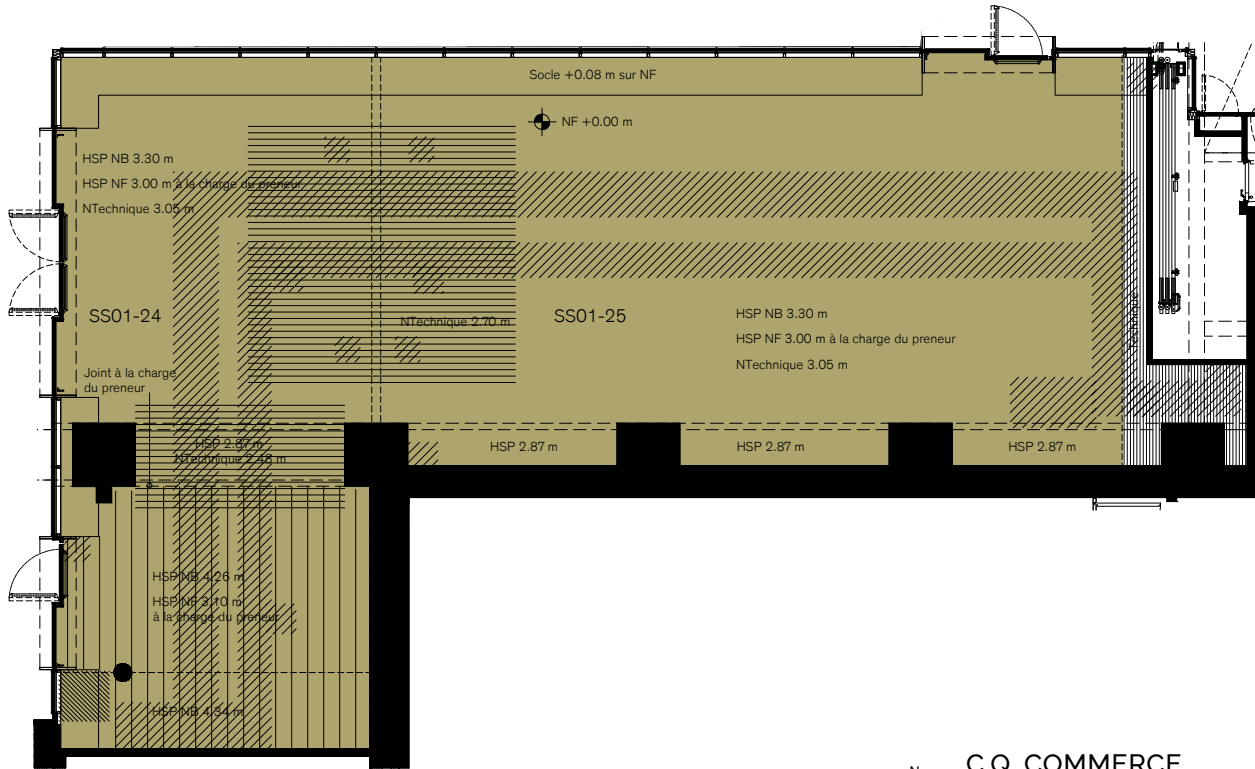 Socle +0.08 m sur NF
NF +0.00 m
HSP NB 3.30 m
HSP NF 3.00 m à la charge du preneur
NTechnique 3.05 m
SS01-24
NTechnique 2.70 m
SS01-25
HSP NB 3.30 m
HSP NF 3.00 m à la charge du preneur
NTechnique 3.05 m
Joint à la charge
du preneur
HSP 2.87 m
NTechnique 2.48 m
HSP 2.87 m
HSP 2.87 m
HSP 2.87 m
HSP NB 4.26 m
HSP NF 3.10 m
à la charge du preneur
HSP NB 4.34 m
N
C.O. COMMERCE